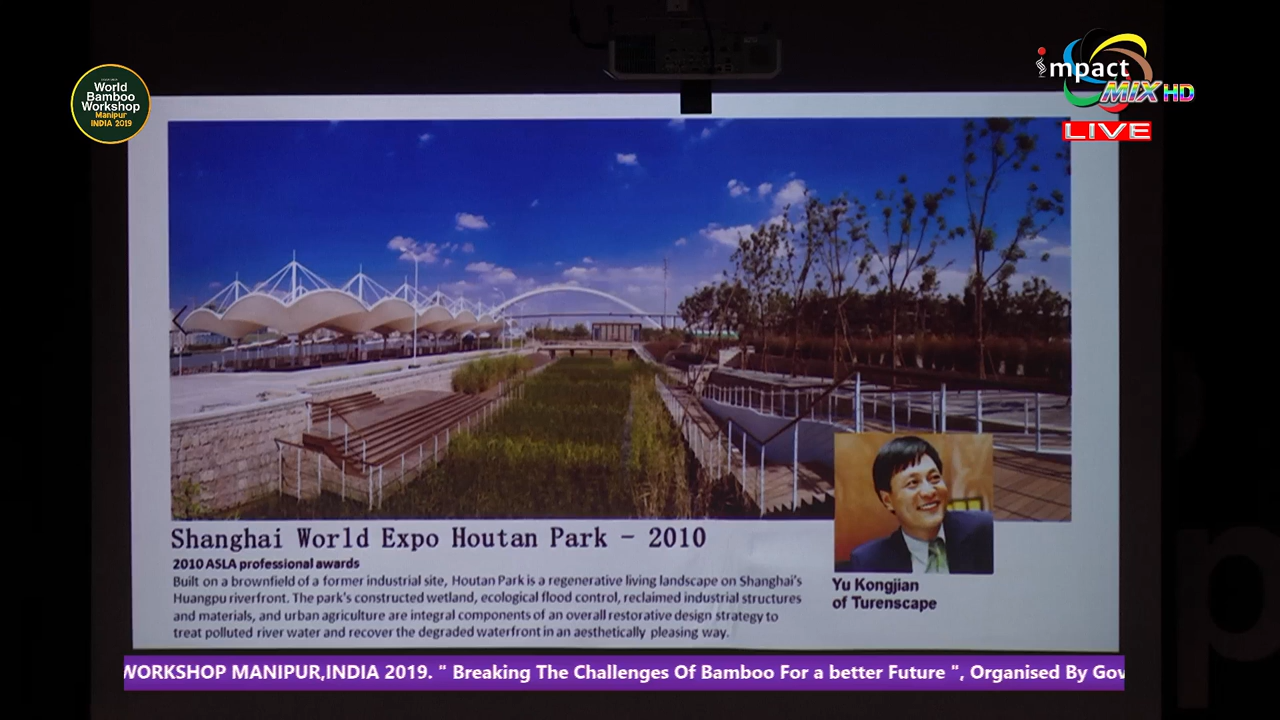 World
Bamboo
Workshop
Manipur
INDIA 2019
impact
MIX HD
LIVE
Shanghai World Expo Houtan Park - 2010
2010 ASLA professional awards
Built on a brownfield of a former industrial site, Houtan Park is a regenerative living landscape on Shanghai's
Huangpu riverfront. The park's constructed wetland, ecological flood control, reclaimed industrial structures
and materials, and urban agriculture are integral components of an overall restorative design strategy to
treat polluted river water and recover the degraded waterfront in an aesthetically pleasing way.
Yu Kongjian
of Turenscape
WORKSHOP MANIPUR,INDIA 2019. " Breaking The Challenges Of Bamboo For a better Future ", Organised By Gov